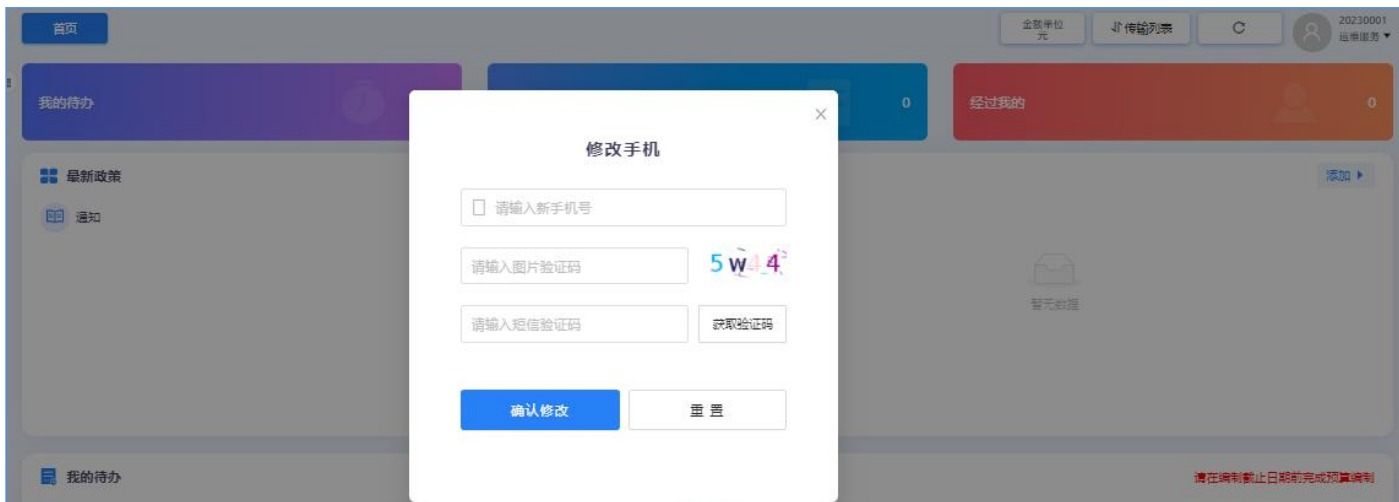 首页
金额单位
元
传输列表
20230001
运维服务
我的待办
0
经过我的
0
修改手机
最新政策
添加
请输入新手机号
通知
请输入图片验证码
5W44
暂无数据
请输入短信验证码
获取验证码
确认修改
重置
我的待办
请在编制截止日期前完成预算编制